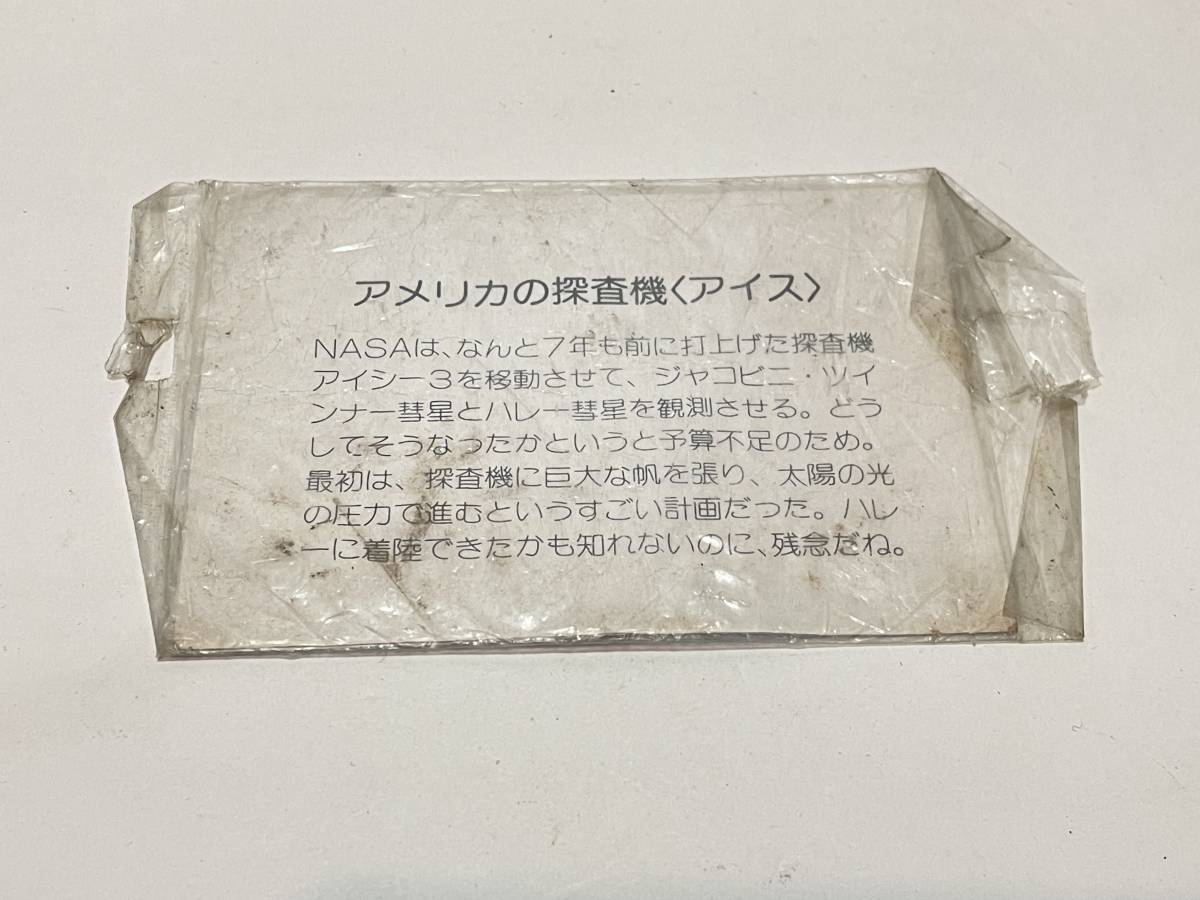 アメリカの探査機〈アイス〉
NASAは、なんと7年も前に打上げた探査機
アイシー3を移動させて、ジャコビニ・ツイ
ンナー彗星とハレー彗星を観測させる。どう
してそうなったかというと予算不足のため。
最初は、探査機に巨大な帆を張り、太陽の光
の圧力で進むというすごい計画だった。ハレ
ーに着陸できたかも知れないのに、残念だね。